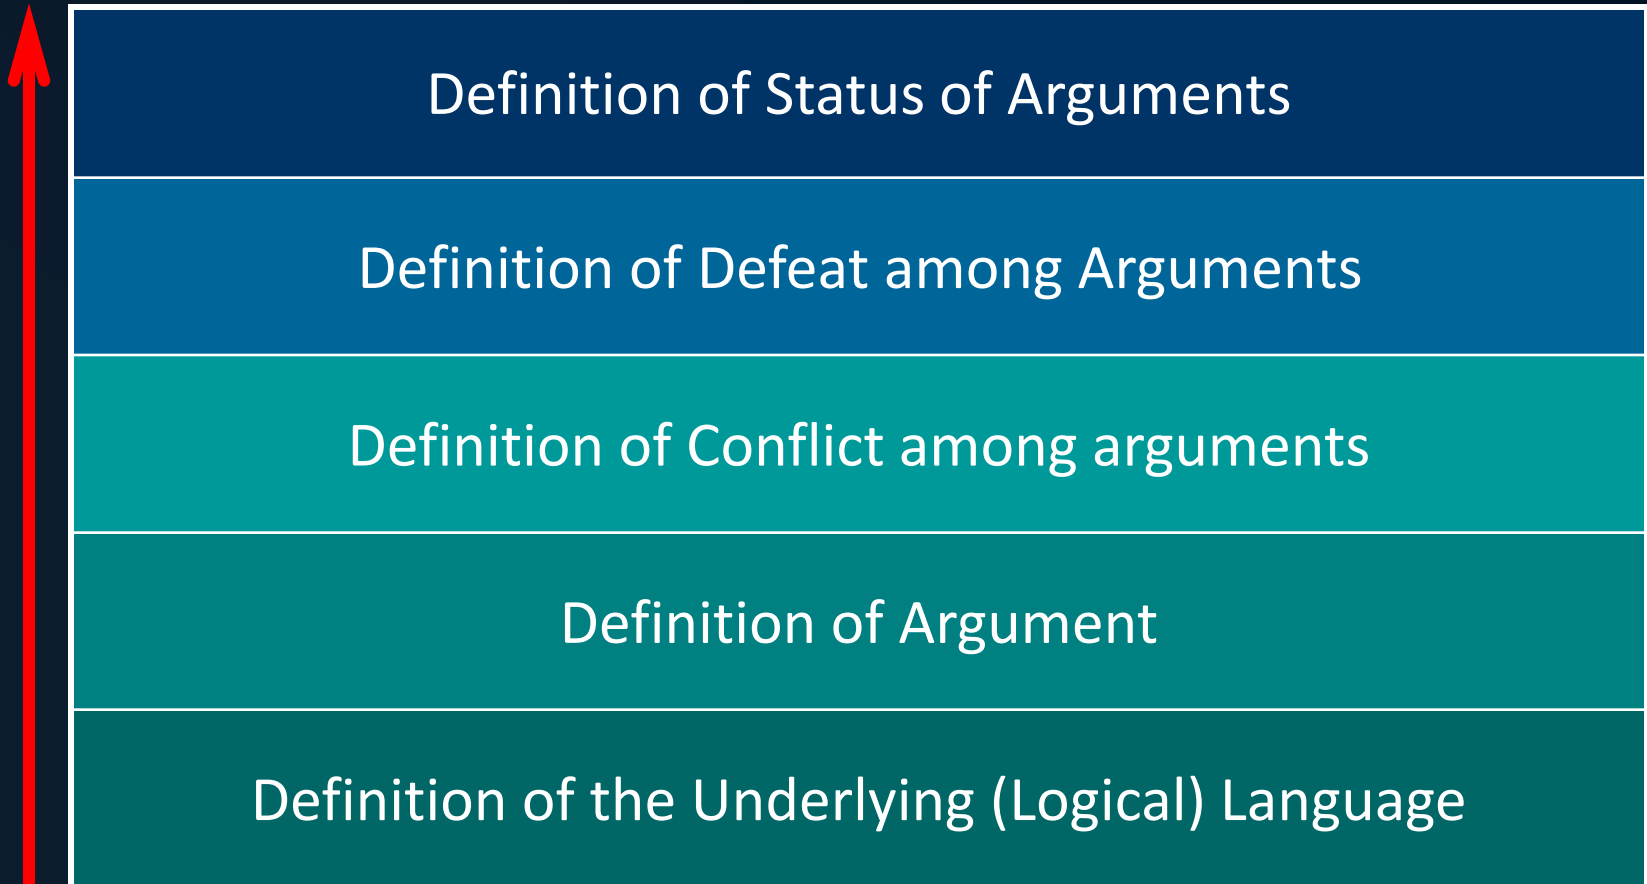 Definition of Status of Arguments
Definition of Defeat among Arguments
Definition of Conflict among arguments
Definition of Argument
Definition of the Underlying (Logical) Language